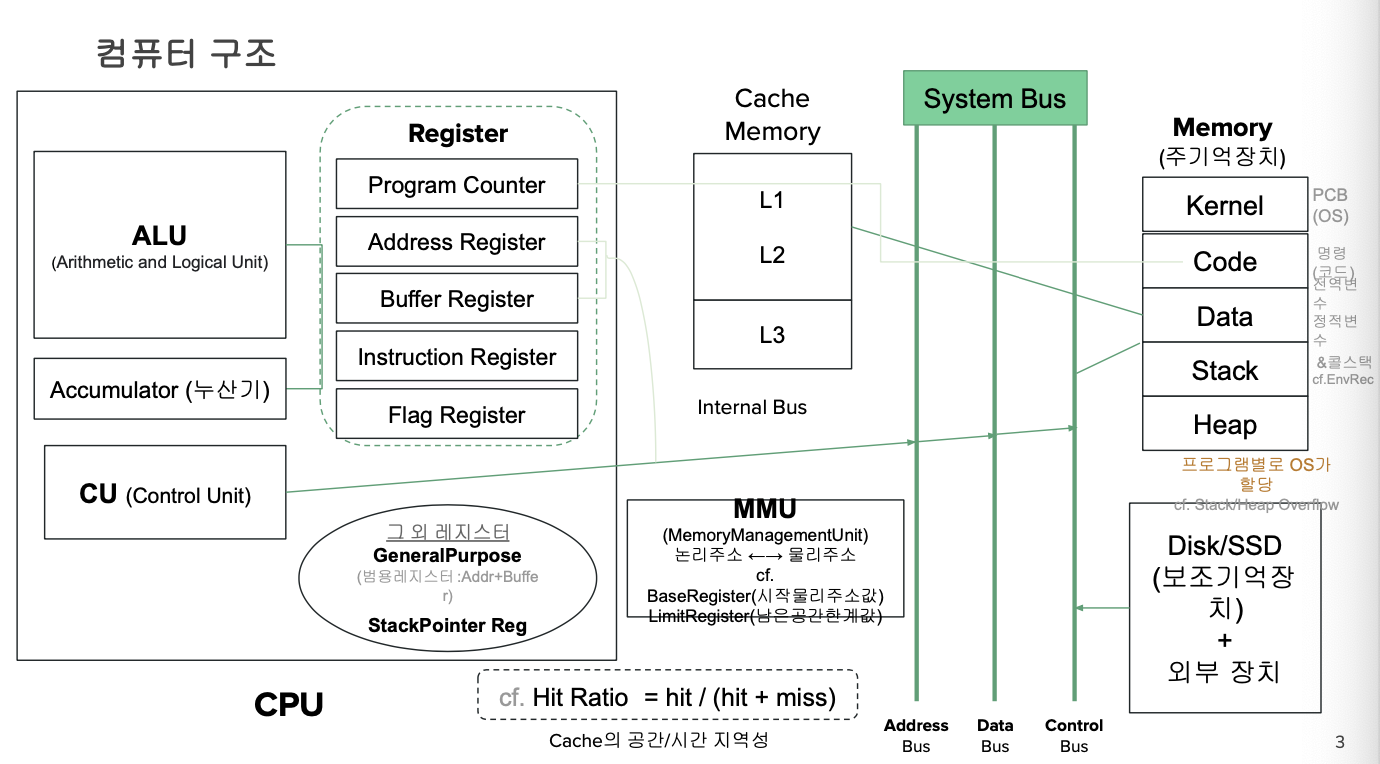 컴퓨터 구조
Register
ALU
(Arithmetic and Logical Unit)
Accumulator (누산기)
CU (Control Unit)
Program Counter
Address Register
Buffer Register
Instruction Register
Flag Register
그 외 레지스터
GeneralPurpose
(범용레지스터 :Addr+Buffe
r)
StackPointer Reg
CPU
Cache
Memory
L1
L2
L3
Internal Bus
MMU
(MemoryManagementUnit)
논리주소 ←→ 물리주소
cf.
BaseRegister(시작물리주소값)
LimitRegister(남은공간한계값)
cf. Hit Ratio = hit / (hit + miss)
Cache의 공간/시간 지역성
System Bus
Address
Bus
Data
Bus
Control
Bus
Memory
(주기억장치)
Kernel
Code
Data
Stack
Heap
PCB
(OS)
명령
(코드)
전역변
수
정적변
수
&콜스택
cf.EnvRec
프로그램별로 OS가
할당
cf. Stack/Heap Overflow
Disk/SSD
(보조기억장
치)
+
외부 장치
3